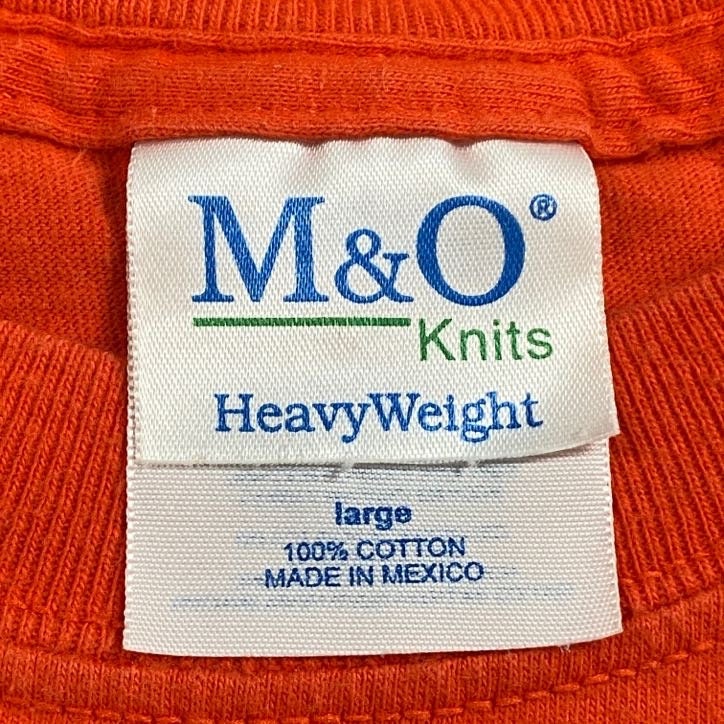 M&O®
Knits
HeavyWeight
large
100% COTTON
MADE IN MEXICO